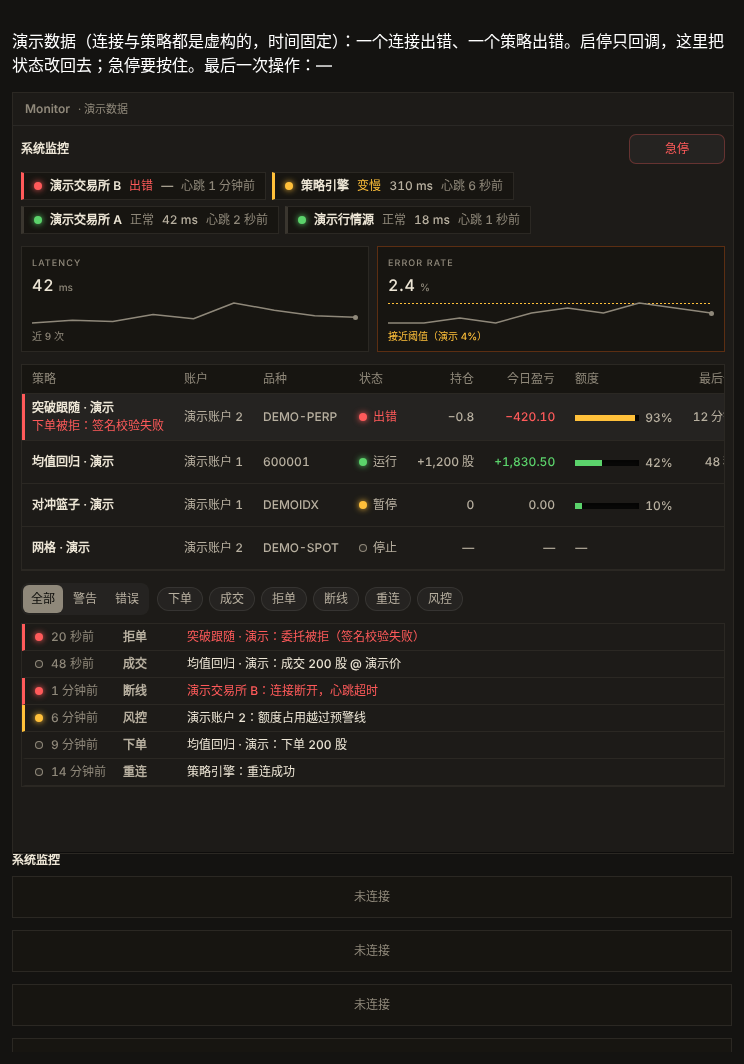 演示数据（连接与策略都是虚构的，时间固定）：一个连接出错、一个策略出错。启停只回调，这里把
状态改回去；急停要按住。最后一次操作：—
Monitor · 演示数据
系统监控 急停
演示交易所 B 出错 — 心跳 1 分钟前 策略引擎 变慢 310 ms 心跳 6 秒前
演示交易所 A 正常 42 ms 心跳 2 秒前 演示行情源 正常 18 ms 心跳 1 秒前
LATENCY
42 ms
近 9 次
ERROR RATE
2.4 %
接近阈值（演示 4%）
策略 账户 品种 状态 持仓 今日盈亏 额度 最后
突破跟随 · 演示
下单被拒：签名校验失败
演示账户 2 DEMO-PERP 出错 −0.8 −420.10 93% 12 分
均值回归 · 演示 演示账户 1 600001 运行 +1,200 股 +1,830.50 42% 48
对冲篮子 · 演示 演示账户 1 DEMOIDX 暂停 0 0.00 10%
网格 · 演示 演示账户 2 DEMO-SPOT 停止 — — —
全部 警告 错误 下单 成交 拒单 断线 重连 风控
20 秒前 拒单 突破跟随 · 演示：委托被拒（签名校验失败）
48 秒前 成交 均值回归 · 演示：成交 200 股 @ 演示价
1 分钟前 断线 演示交易所 B：连接断开，心跳超时
6 分钟前 风控 演示账户 2：额度占用越过预警线
9 分钟前 下单 均值回归 · 演示：下单 200 股
14 分钟前 重连 策略引擎：重连成功
系统监控
未连接
未连接
未连接